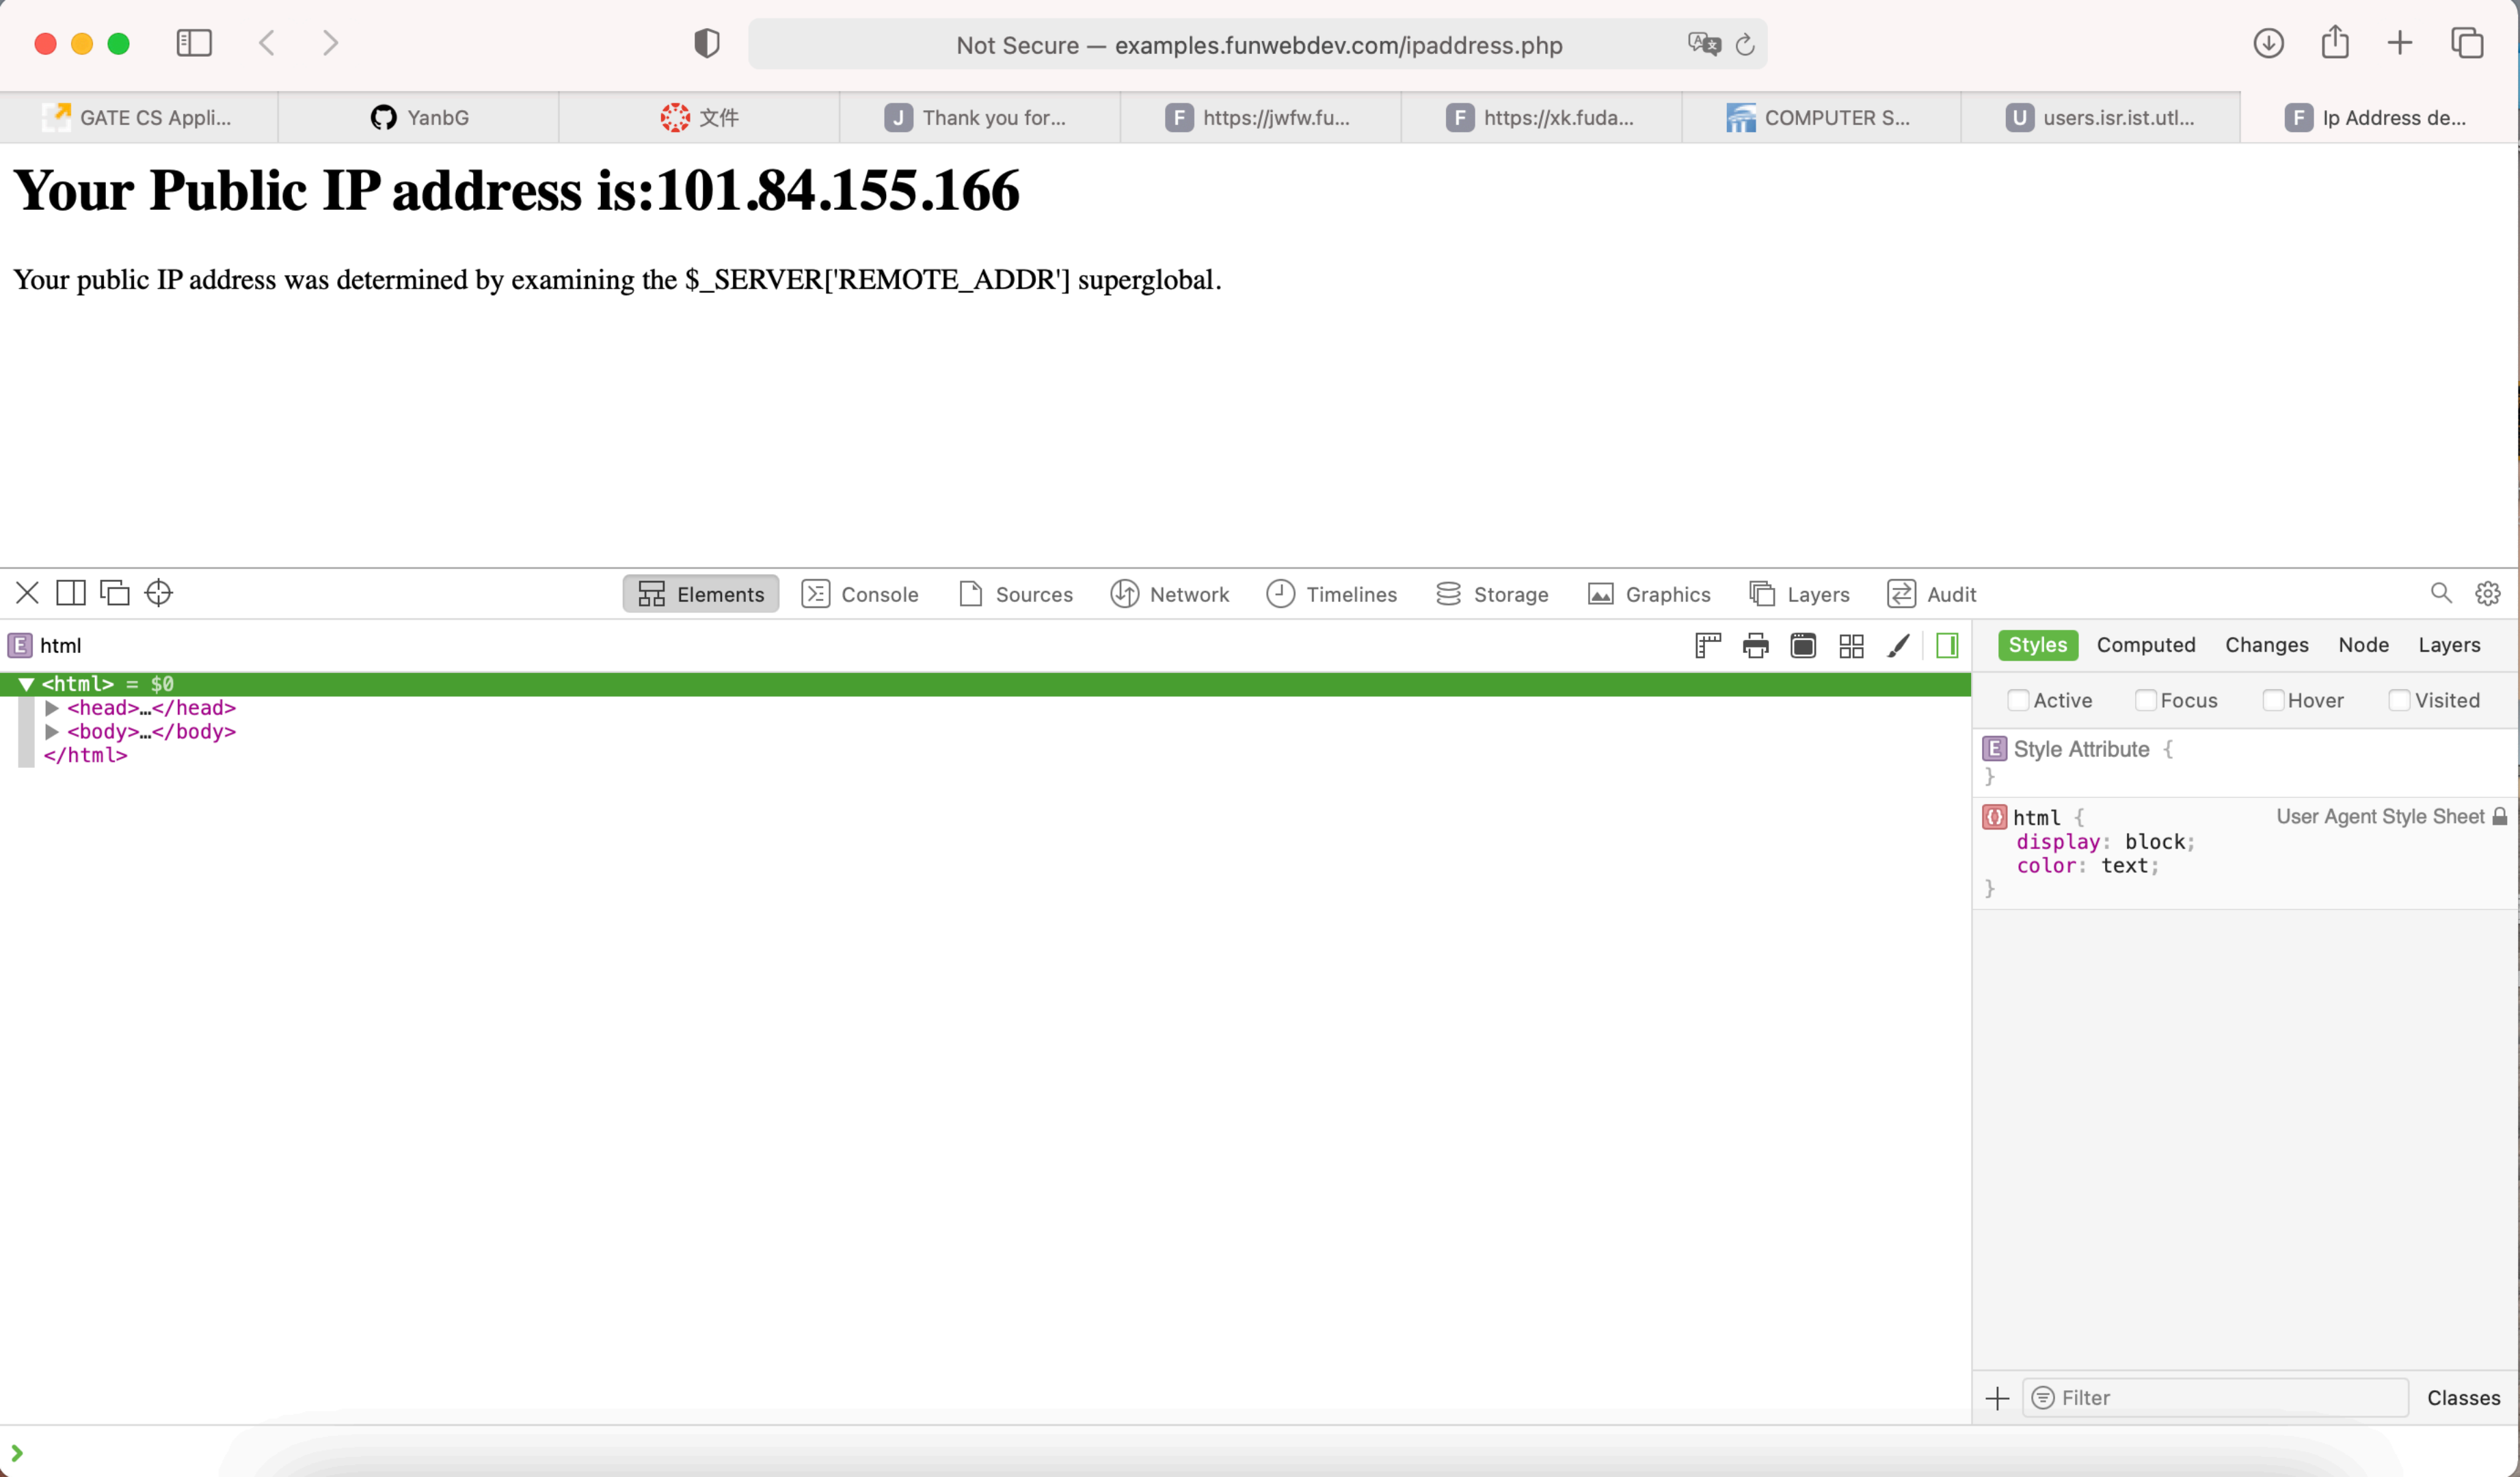 Not Secure — examples.funwebdev.com/ipaddress.php
GATE CS Appli... YanbG 文件 J Thank you for... F https://jwfw.fu... F https://xk.fuda... COMPUTER S... U users.isr.ist.utl... F Ip Address de...
Your Public IP address is:101.84.155.166
Your public IP address was determined by examining the $_SERVER['REMOTE_ADDR'] superglobal.
Elements Console Sources Network Timelines Storage Graphics Layers Audit
E html
Styles Computed Changes Node Layers
<html> = $0
<head>…</head>
<body>…</body>
</html>
Active Focus Hover Visited
E Style Attribute {
}
html { User Agent Style Sheet
display: block;
color: text;
}
Filter Classes